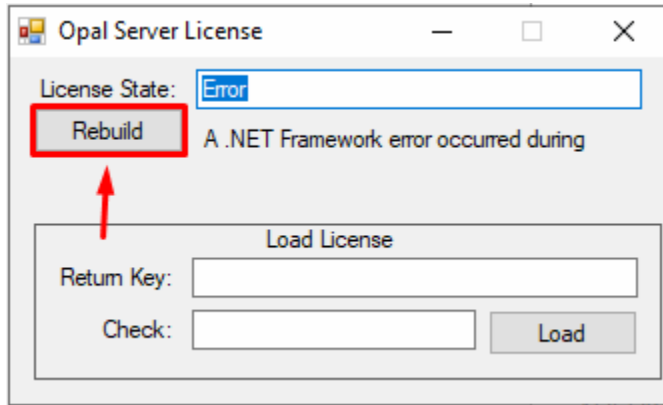 Opal Server License
License State: Error
Rebuild A .NET Framework error occurred during
Load License
Return Key:
Check: Load